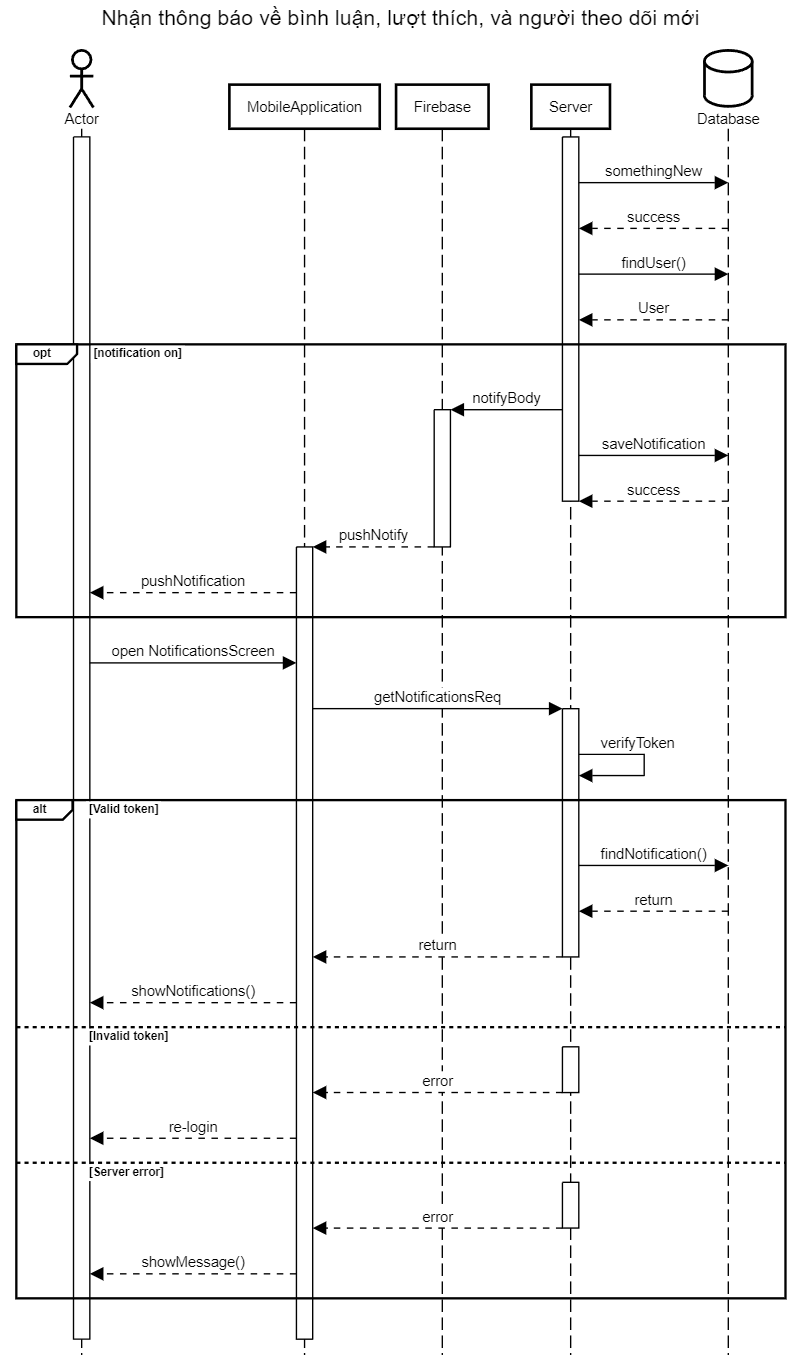 Nhận thông báo về bình luận, lượt thích, và người theo dõi mới
Actor
MobileApplication
Firebase
Server
Database
somethingNew
success
findUser()
User
opt
[notification on]
notifyBody
saveNotification
success
pushNotify
pushNotification
open NotificationsScreen
getNotificationsReq
verifyToken
alt
[Valid token]
findNotification()
return
return
showNotifications()
[Invalid token]
error
re-login
[Server error]
error
showMessage()